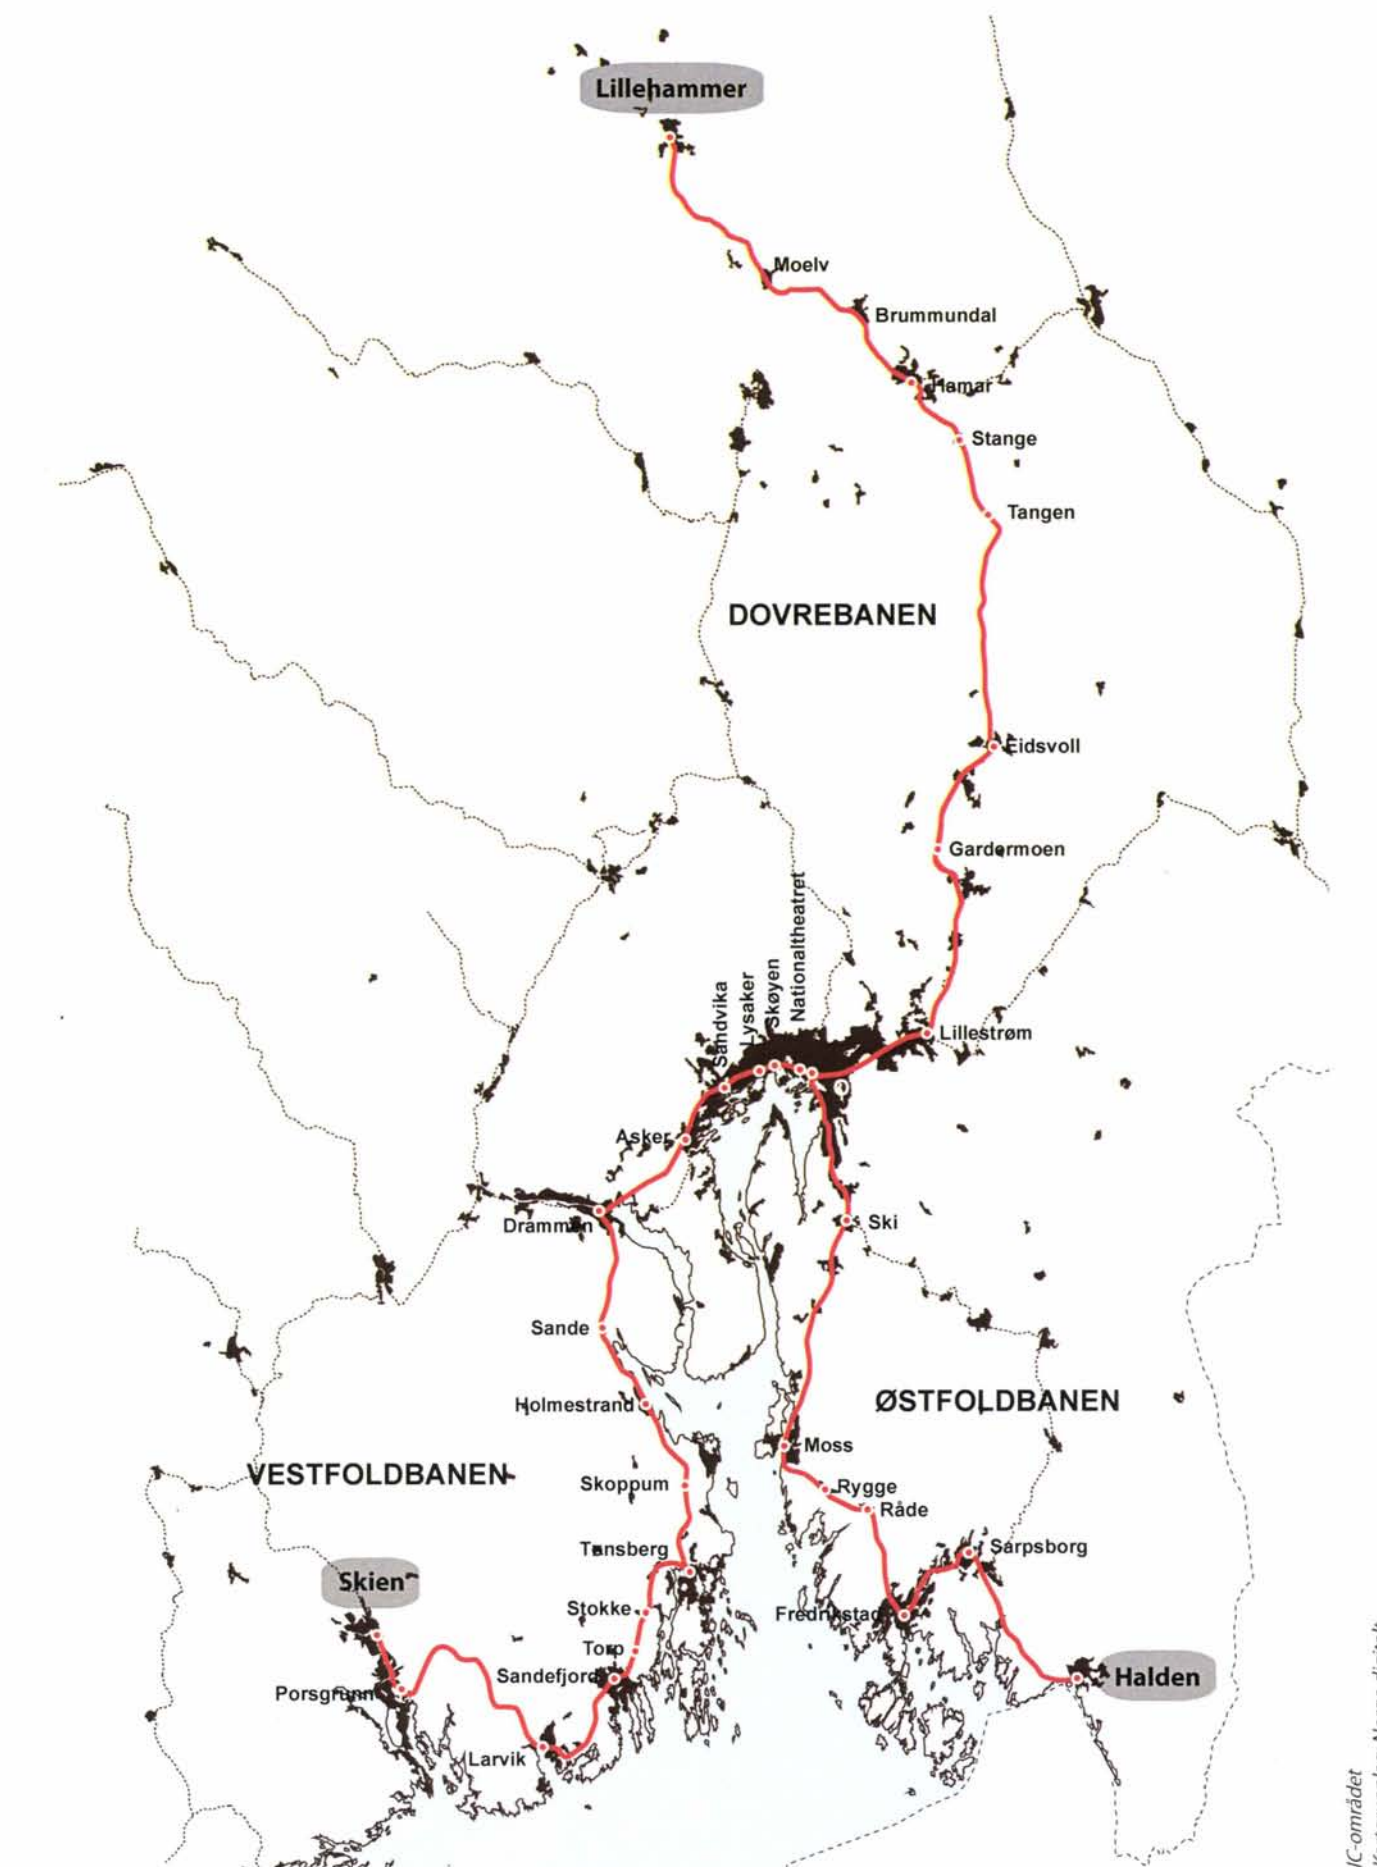 Lillehammer
Moelv
Brummundal
Hamar
Stange
Tangen
DOVREBANEN
Eidsvoll
Gardermoen
Nationaltheatret
Skøyen
Lysaker
Sandvika
Lillestrøm
Asker
Drammen
Ski
Sande
Holmestrand
ØSTFOLDBANEN
Moss
VESTFOLDBANEN
Skoppum
Rygge
Råde
Tønsberg
Sarpsborg
Skien
Stokke
Fredrikstad
Torp
Sandefjord
Halden
Porsgrunn
Larvik
IC-området